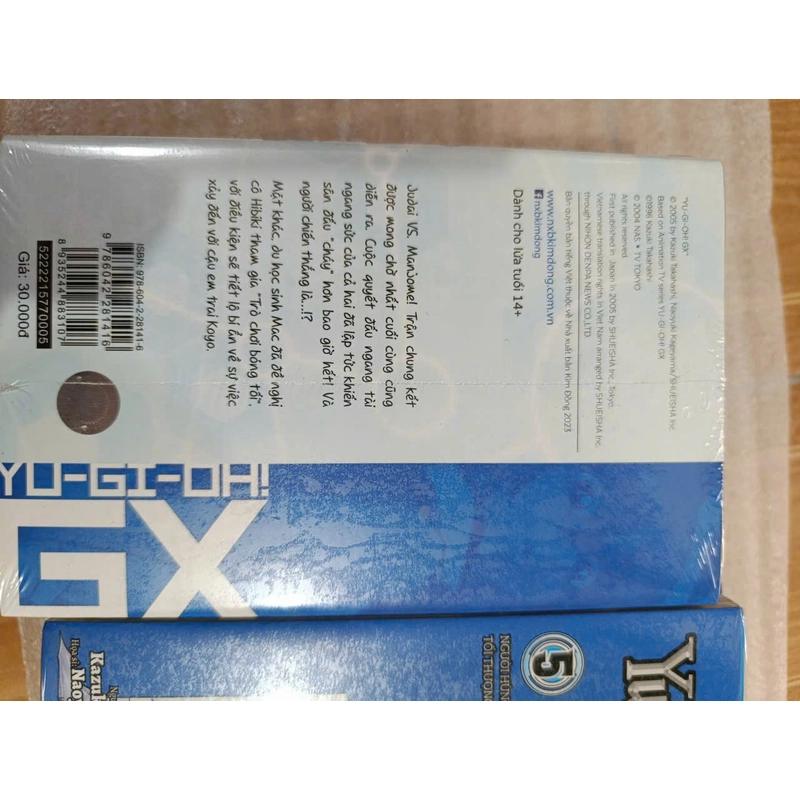 "YU-GI-OH! GX"
© 2005 by Kazuki Takahashi, Naoyuki Kageyama/SHUEISHA Inc.
Based on Animation TV series YU-GI-OH! GX
©1996 Kazuki Takahashi
© 2004 NAS • TV TOKYO
All rights reserved
First published in Japan in 2005 by SHUEISHA Inc., Tokyo.
Vietnamese translation rights in Viet Nam arranged by SHUEISHA Inc.
through NIHON DENPA NEWS CO.,LTD
Bản quyền bản tiếng Việt thuộc về Nhà xuất bản Kim Đồng 2023
www.nxbkimdong.com.vn
nxbkimdong
Dành cho lứa tuổi 14+
Judai VS. Manjome! Trận chung kết
được mong chờ nhất cuối cùng cũng
diễn ra. Cuộc quyết đấu ngang tài
ngang sức của cả hai đã lập tức khiến
sân đấu "cháy" hơn bao giờ hết! Và
người chiến thắng là...!?
Mặt khác, du học sinh Mac đã đề nghị
cô Hibiki tham gia "Trò chơi bóng tối",
với điều kiện sẽ tiết lộ bí ẩn về sự việc
xảy đến với cậu em trai Koyo.
ISBN: 978-604-2-28141-6
9 786042 281416
8 935244 883107
5222215770005
Giá: 30.000đ
YU-GI-OH!
GX
5
NGƯỜI HÙNG
TỐI THƯỢNG
Họa sĩ: